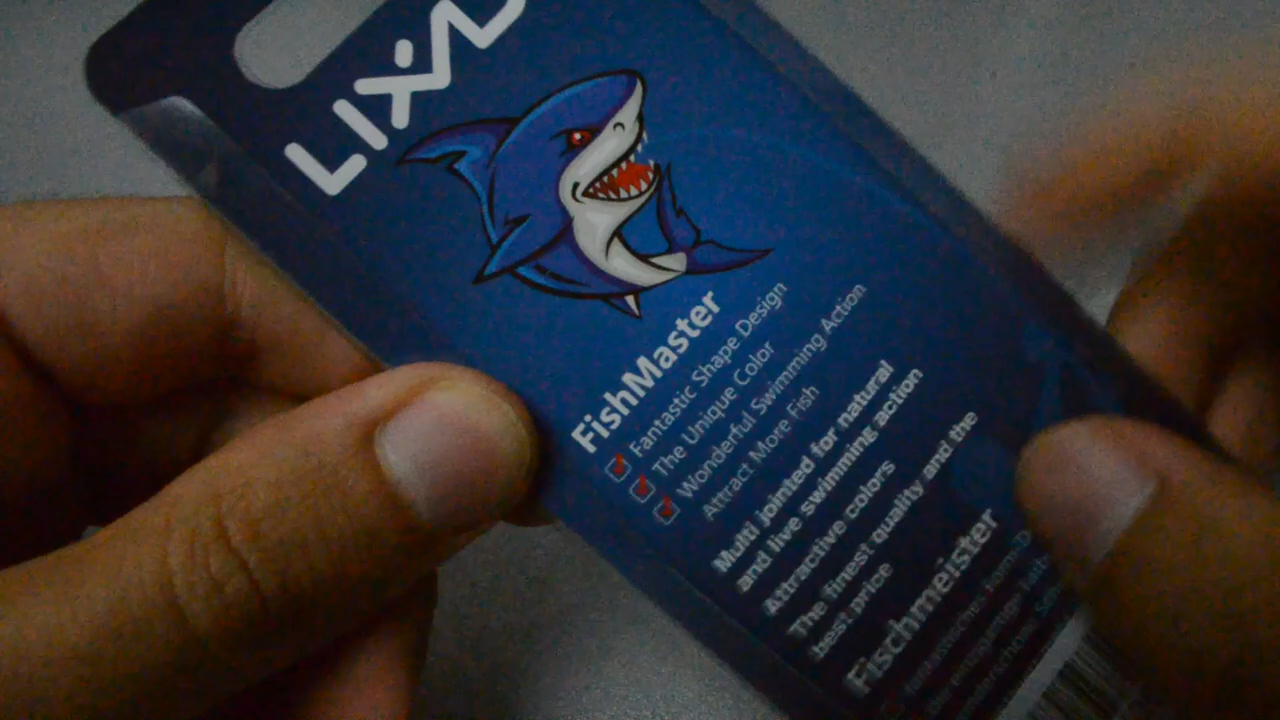 FishMaster
Fantastic Shape Design
The Unique Color
Wonderful Swimming Action
Attract More Fish
Multi jointed for natural
and live swimming action
Attractive colors
The finest quality and the
best price
Fischmeister